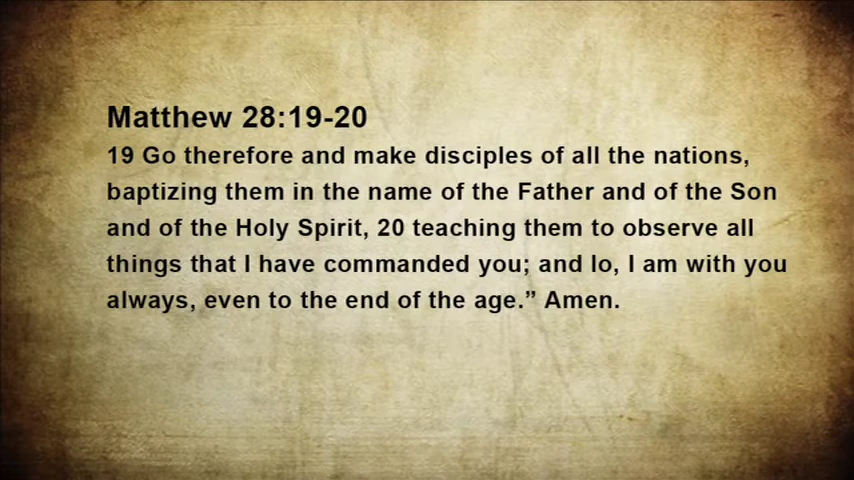 Matthew 28:19-20
19 Go therefore and make disciples of all the nations,
baptizing them in the name of the Father and of the Son
and of the Holy Spirit, 20 teaching them to observe all
things that I have commanded you; and lo, I am with you
always, even to the end of the age.” Amen.